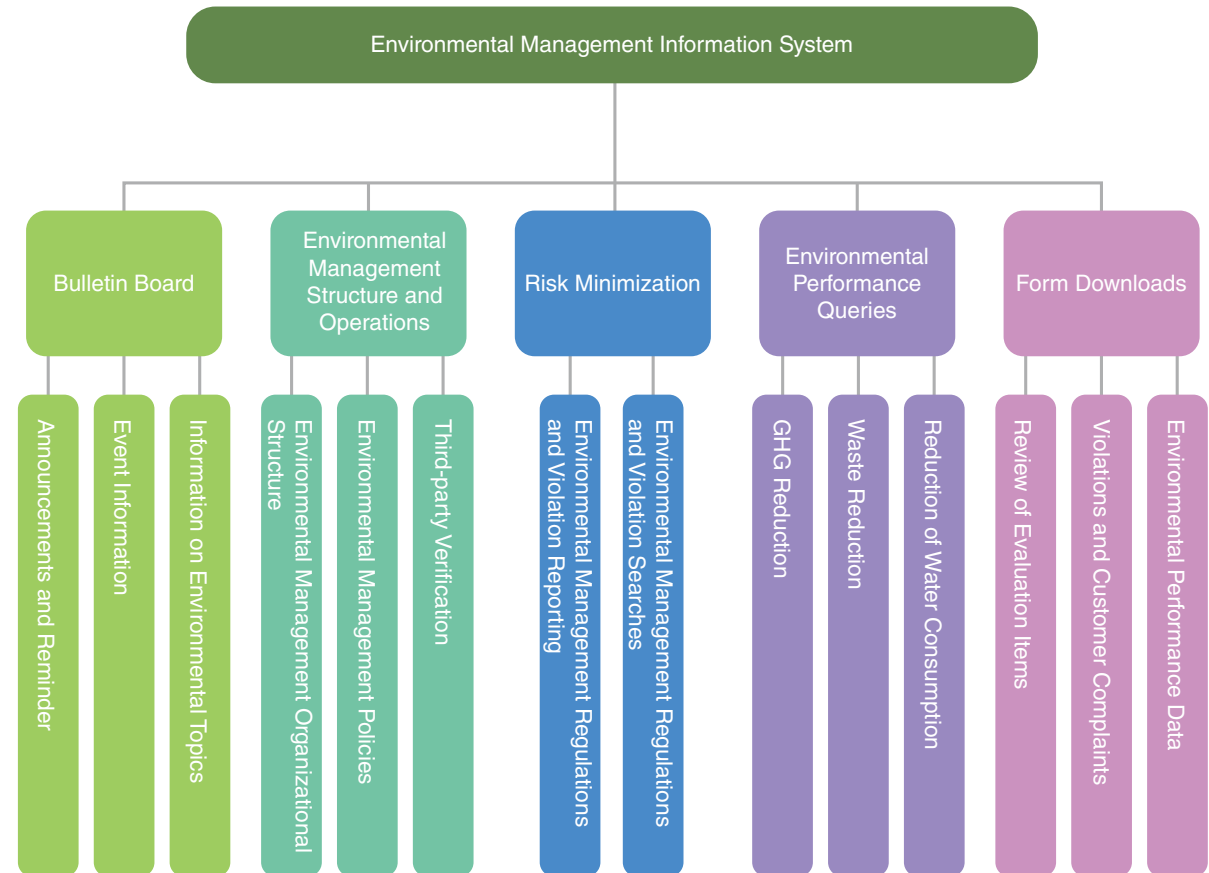 Environmental Management Information System
Bulletin Board
Environmental
Management
Structure and
Operations
Risk Minimization
Environmental
Performance
Queries
Form Downloads
Announcements and Reminder
Event Information
Information on Environmental Topics
Environmental Management Organizational
Structure
Environmental Management Policies
Third-party Verification
Environmental Management Regulations
and Violation Reporting
Environmental Management Regulations
and Violation Searches
GHG Reduction
Waste Reduction
Reduction of Water Consumption
Review of Evaluation Items
Violations and Customer Complaints
Environmental Performance Data